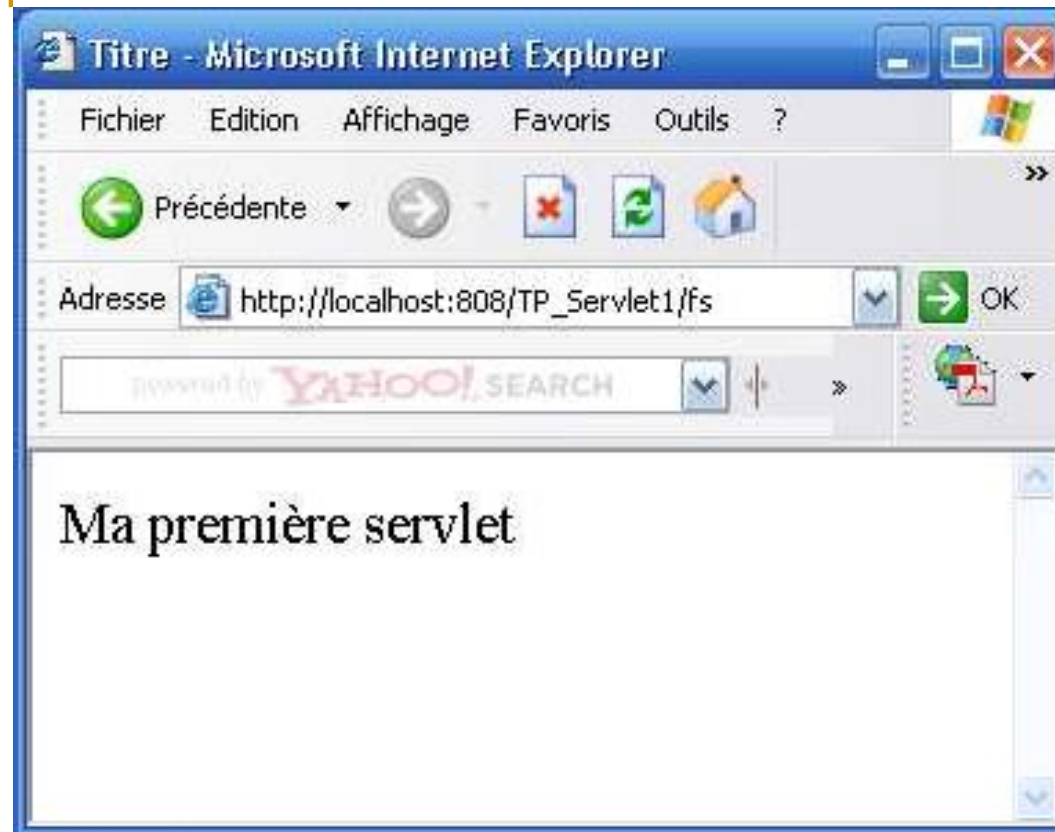 Titre - Microsoft Internet Explorer
Fichier Edition Affichage Favoris Outils ?
Précédente »
Adresse http://localhost:808/TP_Servlet1/fs OK
powered by YAHOO! SEARCH »
Ma première servlet